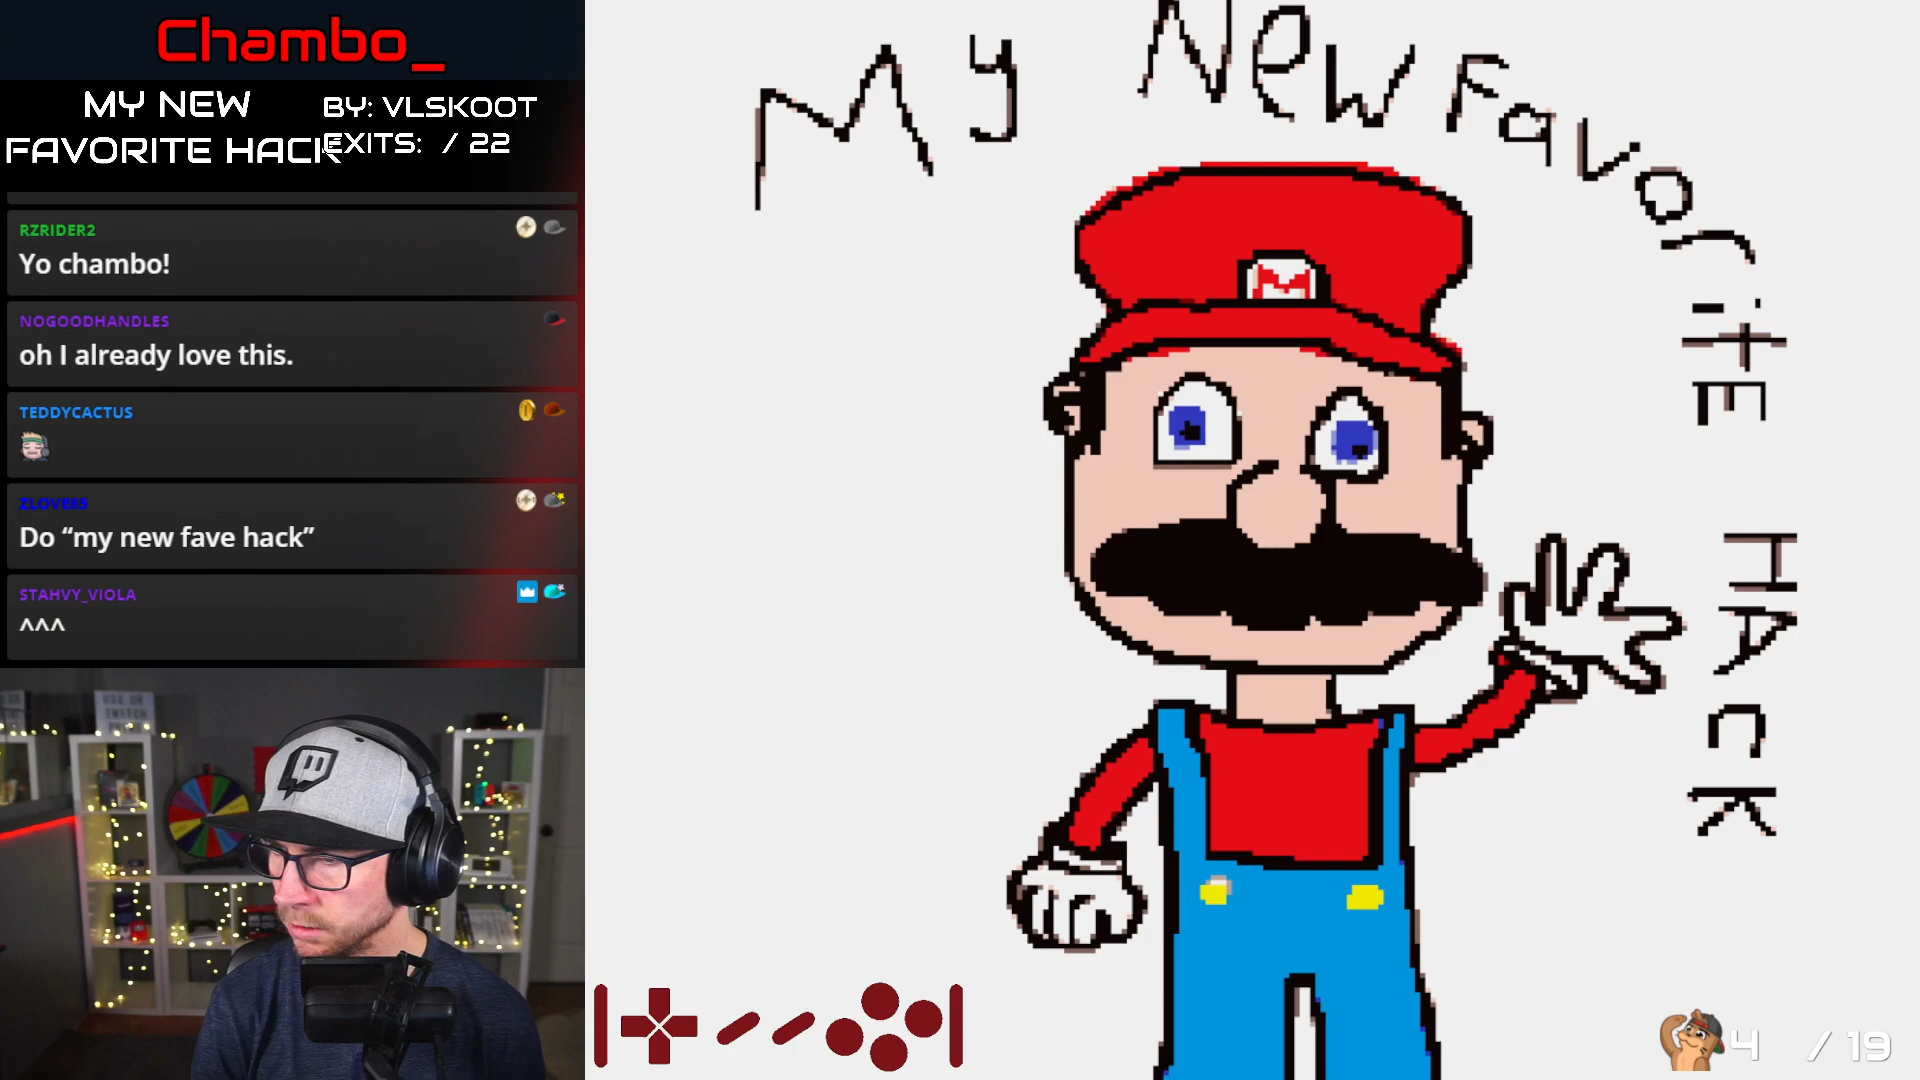 Chambo_
MY NEW
FAVORITE HACK
BY: VLSKOOT
EXITS: / 22
RZRIDER2
Yo chambo!
NOGOODHANDLES
oh I already love this.
TEDDYCACTUS
ZLOVE85
Do “my new fave hack”
STAHVY_VIOLA
^^^
My New FavoritE HACK
M
4 / 19